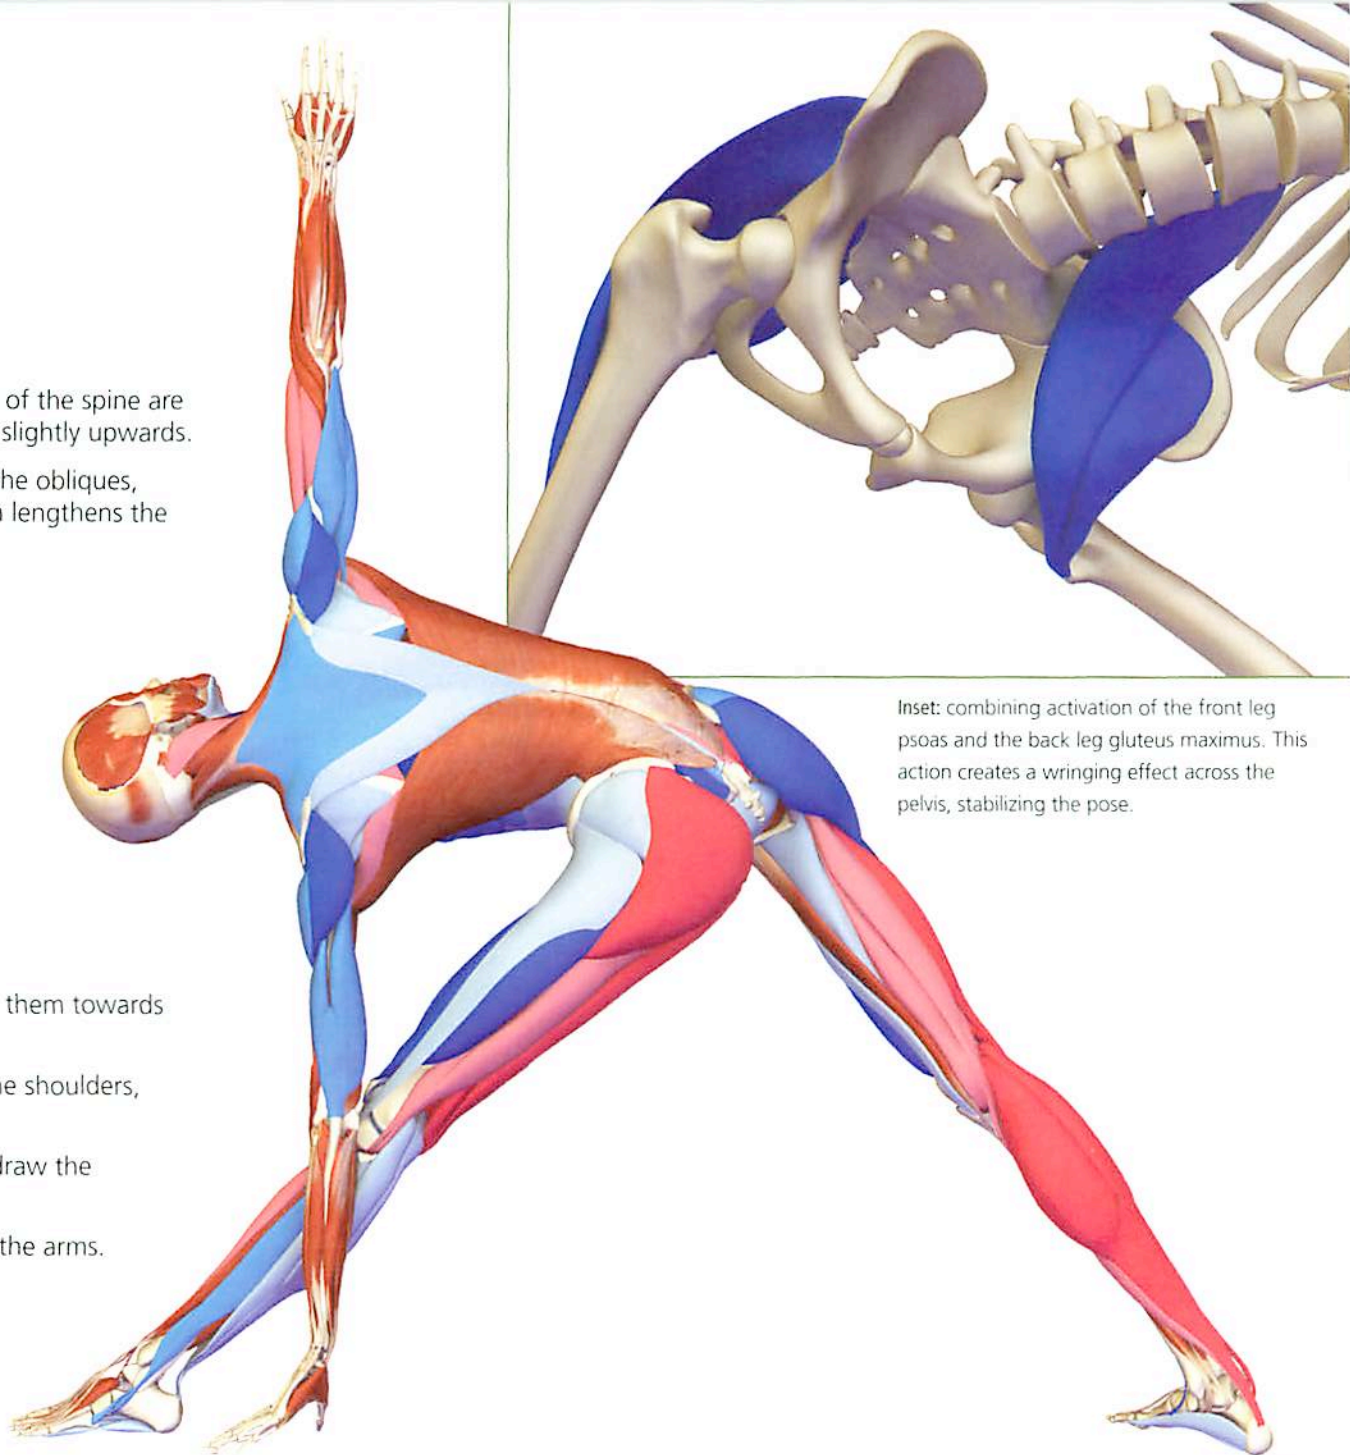 of the spine are
slightly upwards.
he obliques,
lengthens the
Inset: combining activation of the front leg
psoas and the back leg gluteus maximus. This
action creates a wringing effect across the
pelvis, stabilizing the pose.
them towards
e shoulders,
draw the
the arms.